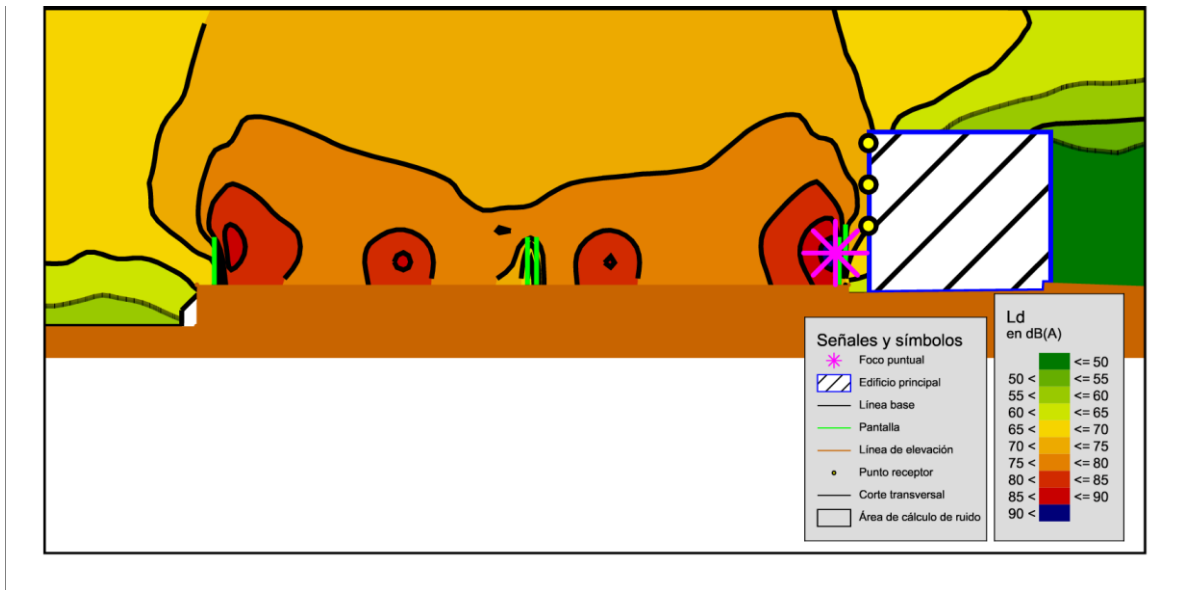 Señales y símbolos
Foco puntual
Edificio principal
Línea base
Pantalla
Línea de elevación
Punto receptor
Corte transversal
Área de cálculo de ruido
Ld
en dB(A)
<= 50
50 < <= 55
55 < <= 60
60 < <= 65
65 < <= 70
70 < <= 75
75 < <= 80
80 < <= 85
85 < <= 90
90 <